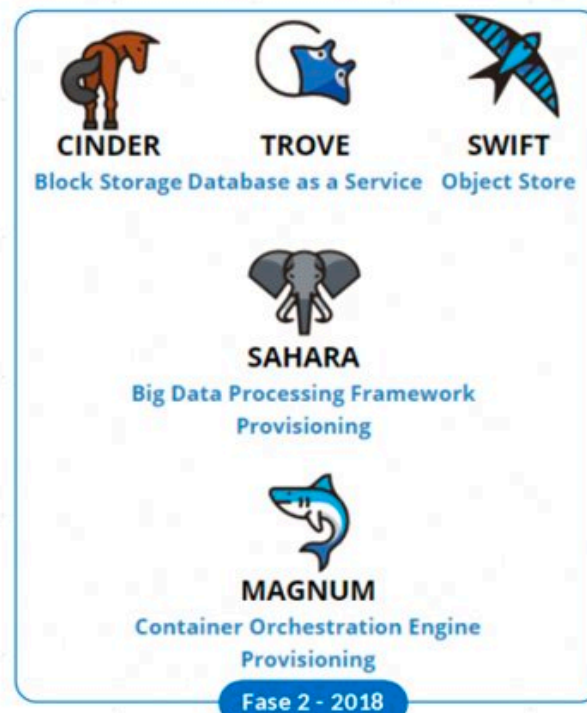 CINDER TROVE SWIFT
Block Storage Database as a Service Object Store
SAHARA
Big Data Processing Framework
Provisioning
MAGNUM
Container Orchestration Engine
Provisioning
Fase 2 - 2018